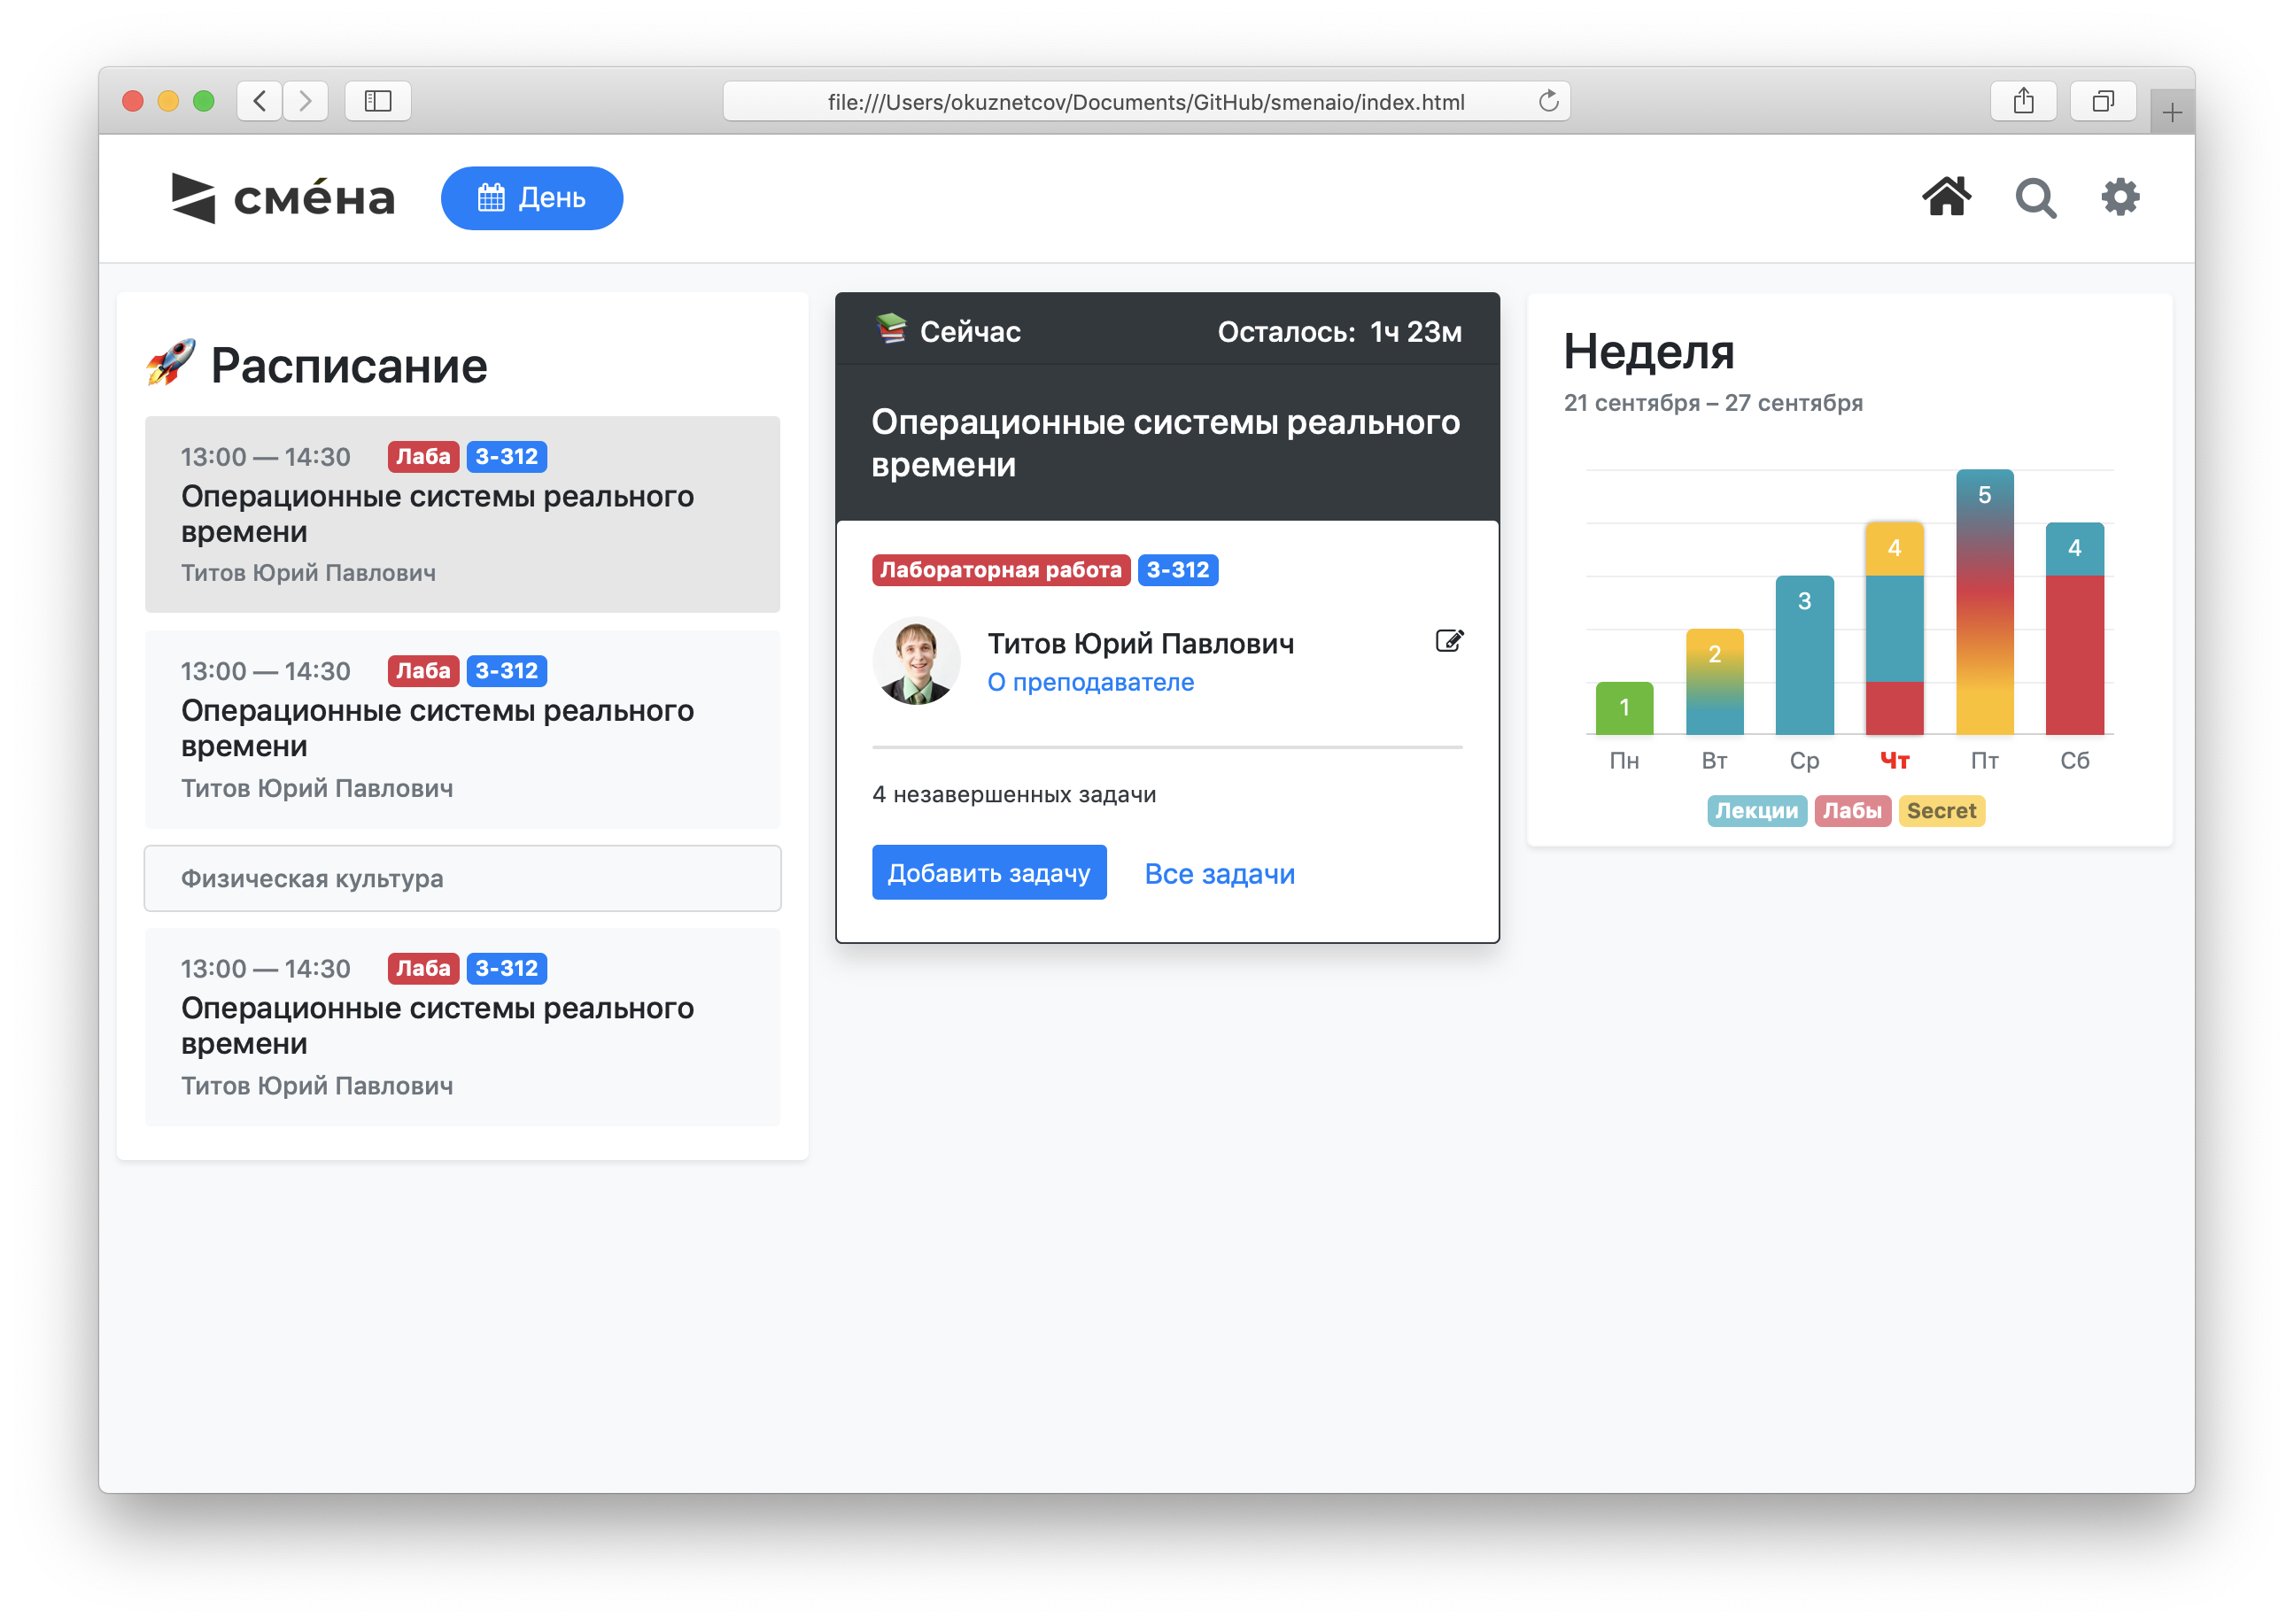 file:///Users/okuznetcov/Documents/GitHub/smenaio/index.html
смéна
День
Расписание
13:00 — 14:30 Лаба 3-312
Операционные системы реального
времени
Титов Юрий Павлович
13:00 — 14:30 Лаба 3-312
Операционные системы реального
времени
Титов Юрий Павлович
Физическая культура
13:00 — 14:30 Лаба 3-312
Операционные системы реального
времени
Титов Юрий Павлович
Сейчас Осталось: 1ч 23м
Операционные системы реального
времени
Лабораторная работа 3-312
Титов Юрий Павлович
О преподавателе
4 незавершенных задачи
Добавить задачу Все задачи
Неделя
21 сентября – 27 сентября
1 2 3 4 5 4
Пн Вт Ср Чт Пт Сб
Лекции Лабы Secret